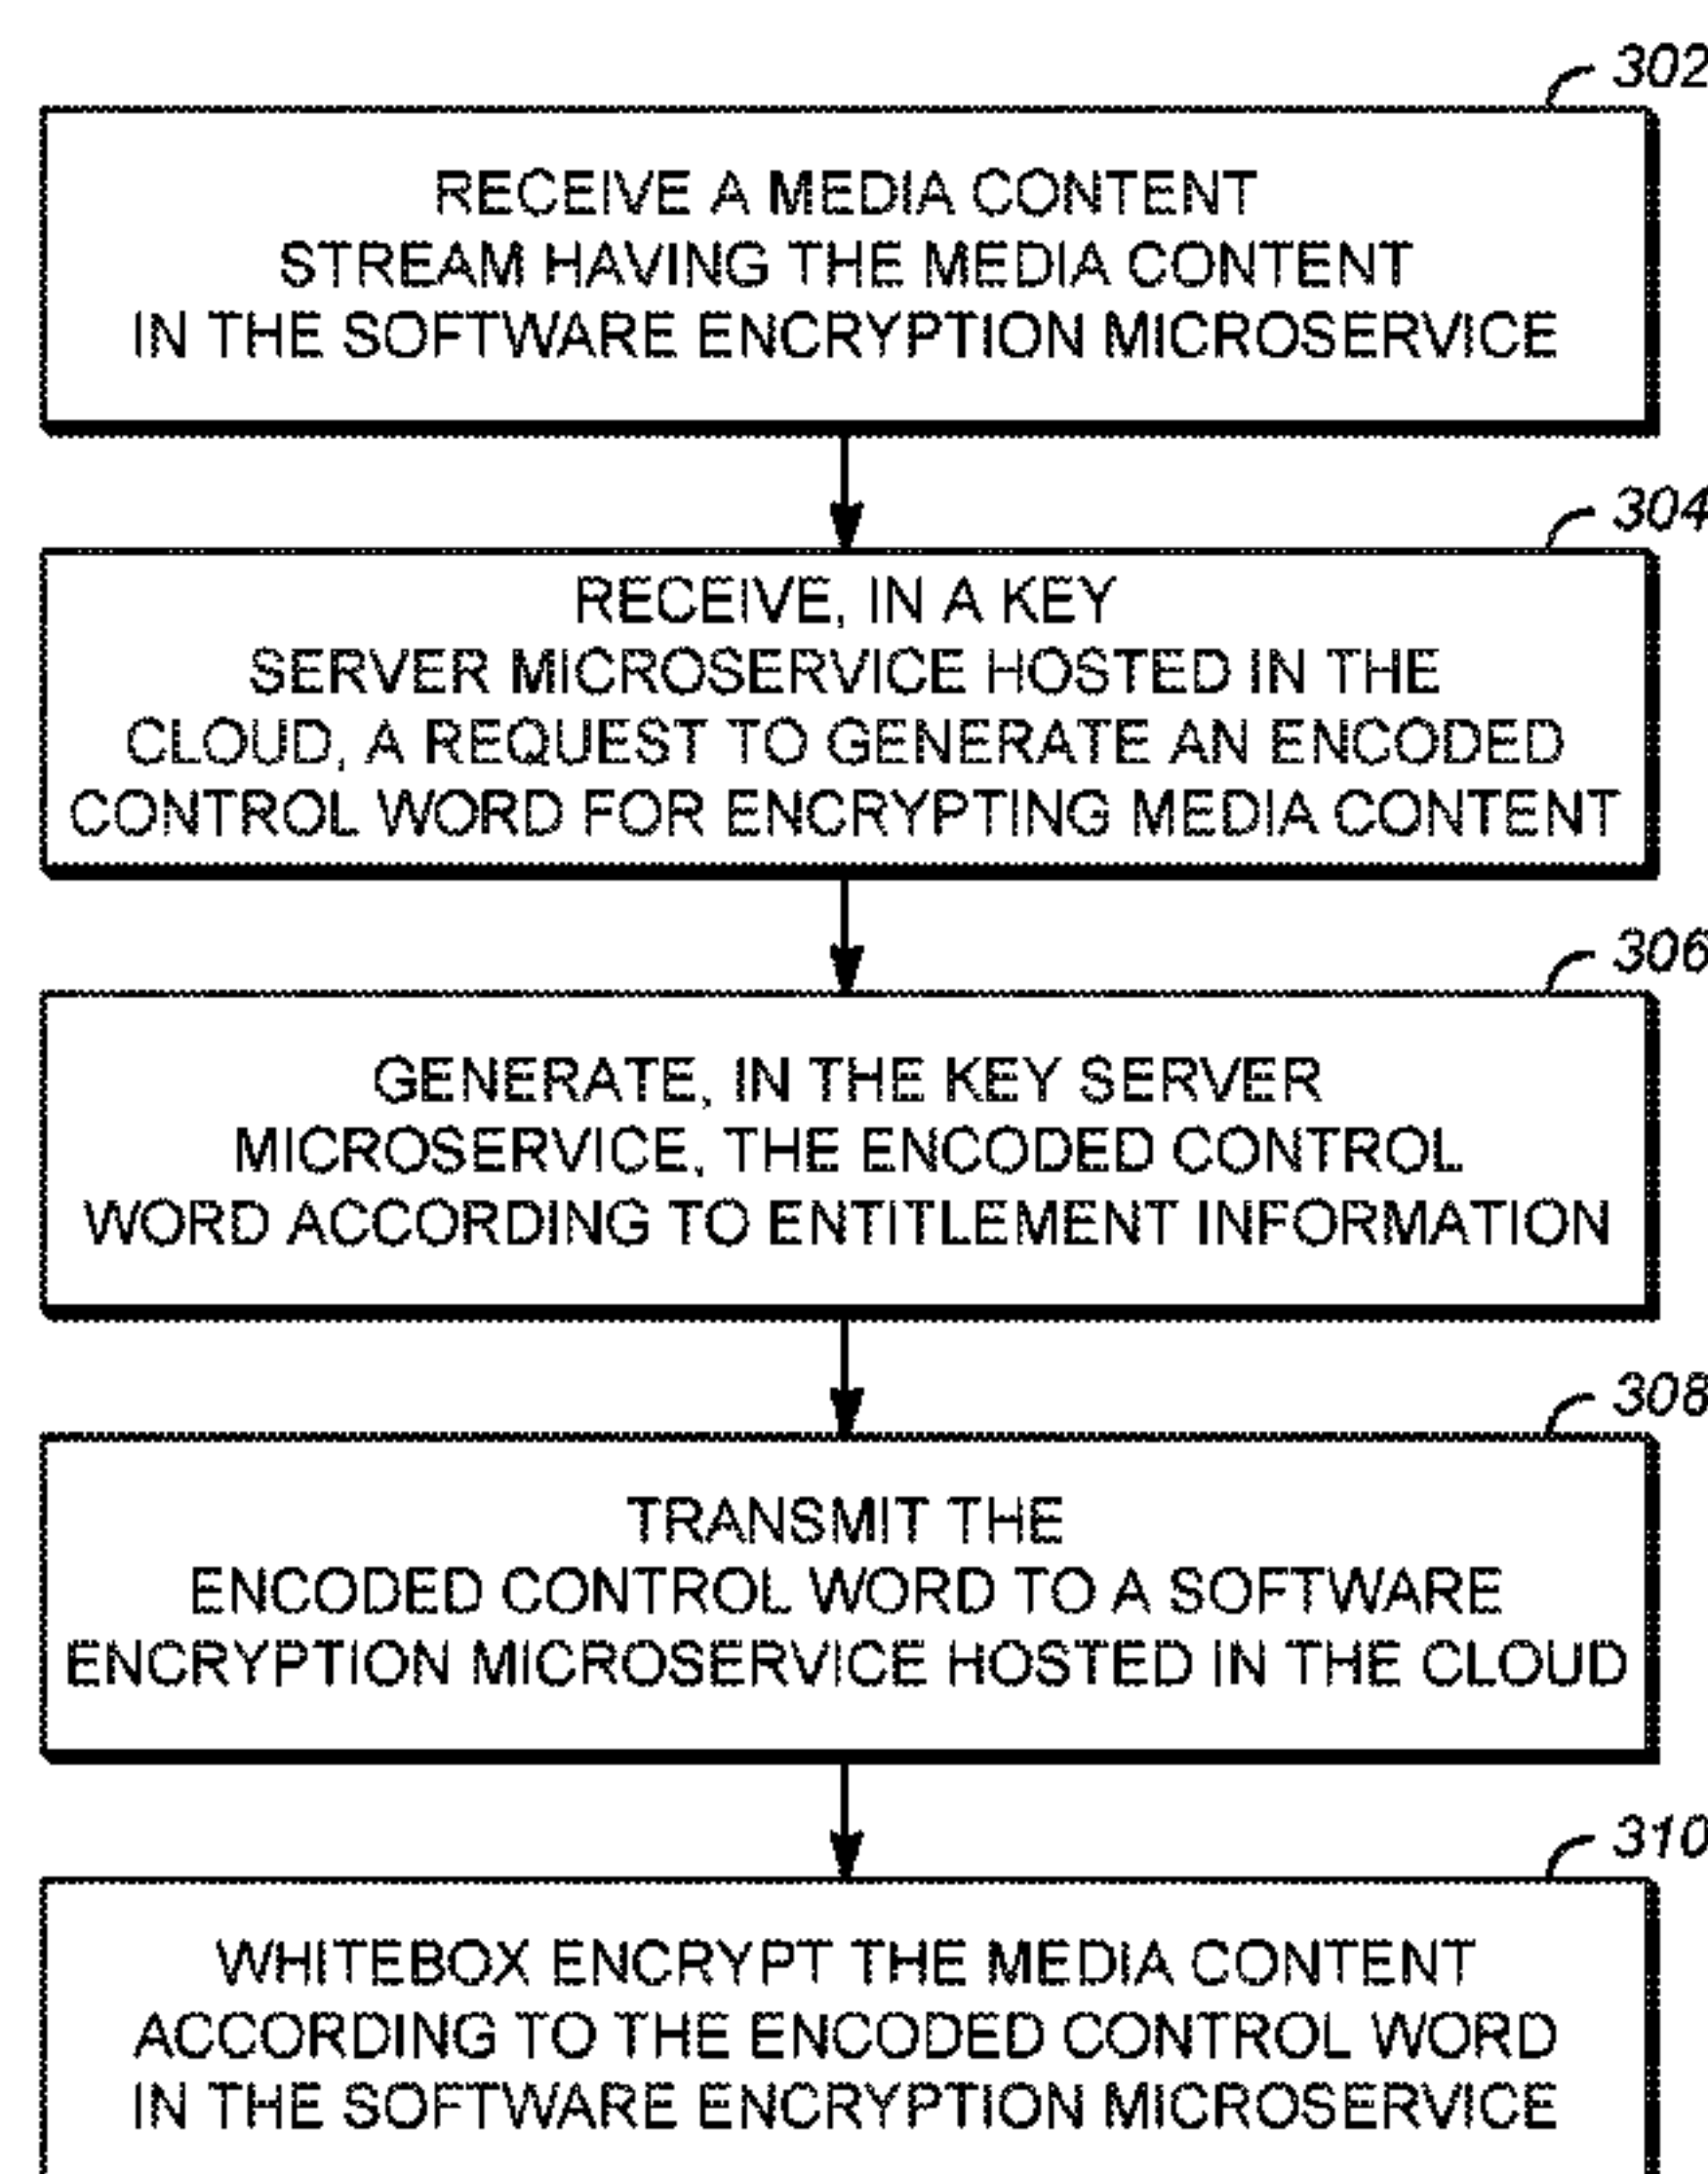 302
RECEIVE A MEDIA CONTENT
STREAM HAVING THE MEDIA CONTENT
IN THE SOFTWARE ENCRYPTION MICROSERVICE
304
RECEIVE, IN A KEY
SERVER MICROSERVICE HOSTED IN THE
CLOUD, A REQUEST TO GENERATE AN ENCODED
CONTROL WORD FOR ENCRYPTING MEDIA CONTENT
306
GENERATE, IN THE KEY SERVER
MICROSERVICE, THE ENCODED CONTROL
WORD ACCORDING TO ENTITLEMENT INFORMATION
308
TRANSMIT THE
ENCODED CONTROL WORD TO A SOFTWARE
ENCRYPTION MICROSERVICE HOSTED IN THE CLOUD
310
WHITEBOX ENCRYPT THE MEDIA CONTENT
ACCORDING TO THE ENCODED CONTROL WORD
IN THE SOFTWARE ENCRYPTION MICROSERVICE